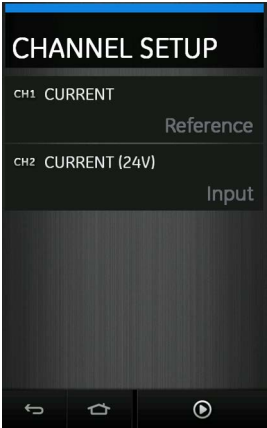 CHANNEL SETUP
CH1 CURRENT
Reference
CH2 CURRENT (24V)
Input